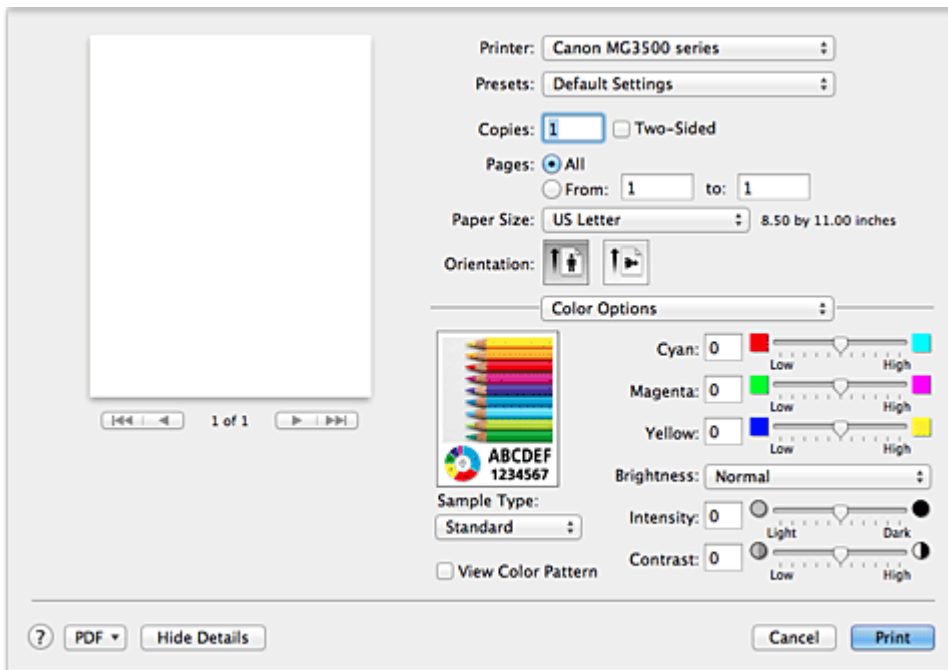 Printer: Canon MG3500 series
Presets: Default Settings
Copies: 1 Two-Sided
Pages: All
From: 1 to: 1
Paper Size: US Letter 8.50 by 11.00 inches
Orientation:
Color Options
1 of 1
ABCDEF
1234567
Sample Type:
Standard
View Color Pattern
Cyan: 0
Low High
Magenta: 0
Low High
Yellow: 0
Low High
Brightness: Normal
Intensity: 0
Light Dark
Contrast: 0
Low High
? PDF Hide Details Cancel Print